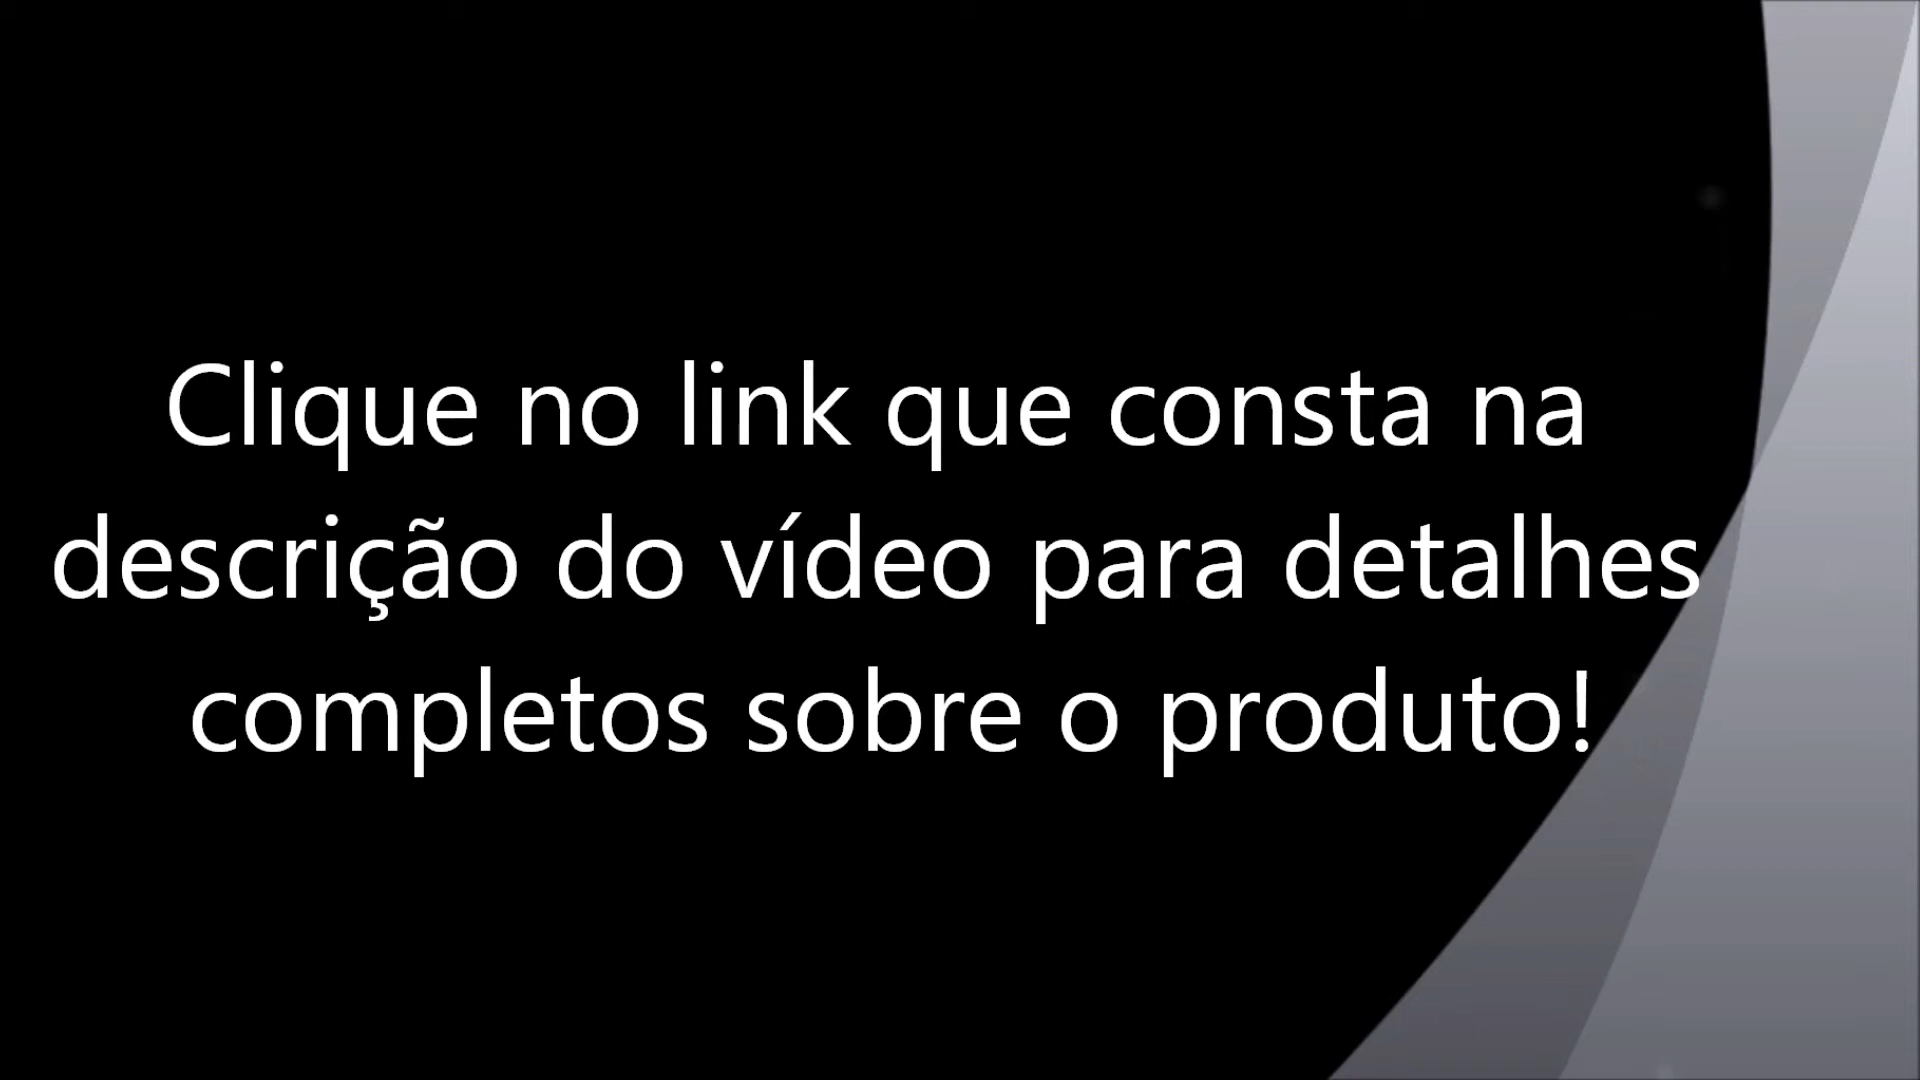 Clique no link que consta na
descrição do vídeo para detalhes
completos sobre o produto!